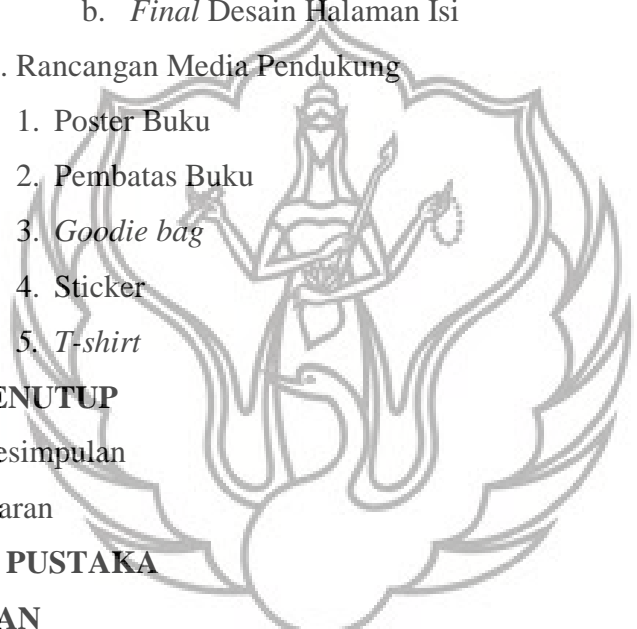 b. Final Desain Halaman Isi
. Rancangan Media Pendukung
1. Poster Buku
2. Pembatas Buku
3. Goodie bag
4. Sticker
5. T-shirt
ENUTUP
esimpulan
aran
PUSTAKA
AN